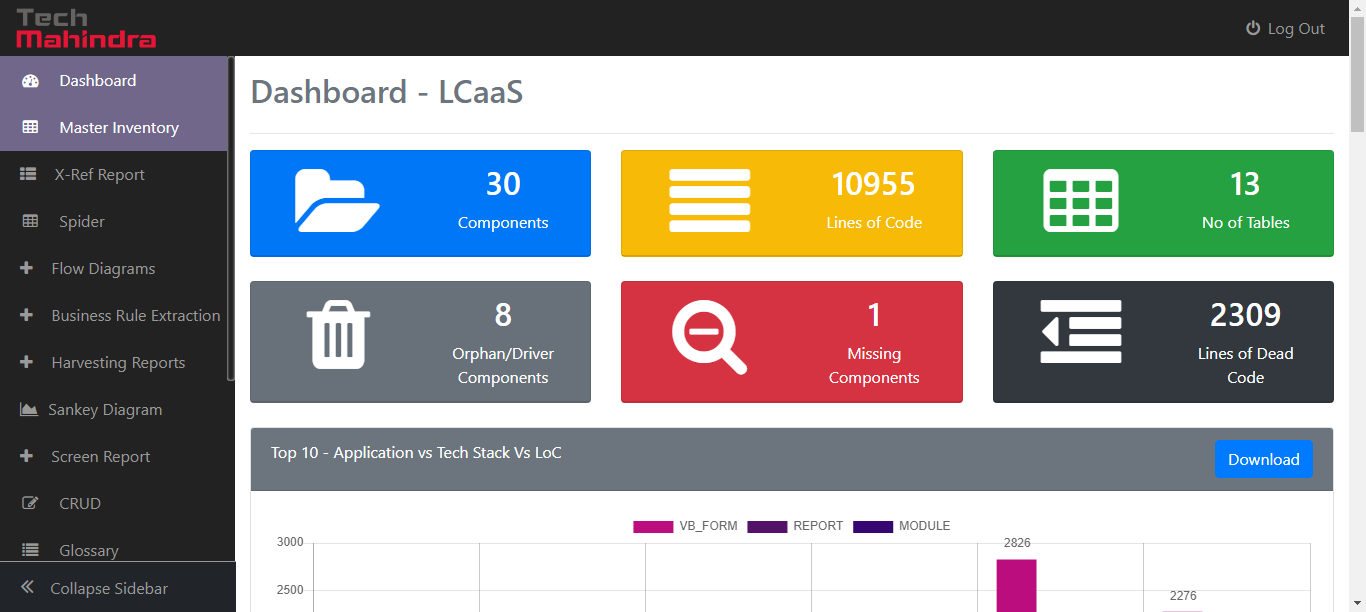 Tech
Mahindra
Log Out
Dashboard
Master Inventory
X-Ref Report
Spider
Flow Diagrams
Business Rule Extraction
Harvesting Reports
Sankey Diagram
Screen Report
CRUD
Glossary
Collapse Sidebar
Dashboard - LCaaS
30
Components
10955
Lines of Code
13
No of Tables
8
Orphan/Driver
Components
1
Missing
Components
2309
Lines of Dead
Code
Top 10 - Application vs Tech Stack Vs LoC
Download
VB_FORM REPORT MODULE
3000
2826
2500
2276